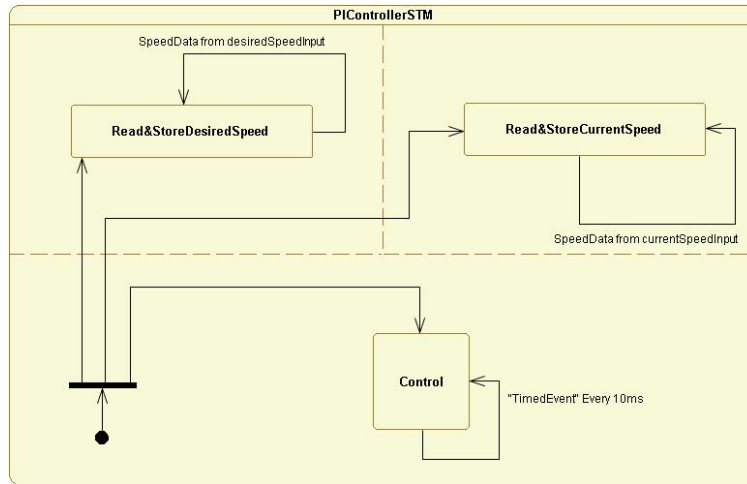 PIControllerSTM
SpeedData from desiredSpeedInput
Read&StoreDesiredSpeed
Read&StoreCurrentSpeed
SpeedData from currentSpeedInput
Control
"TimedEvent" Every 10ms